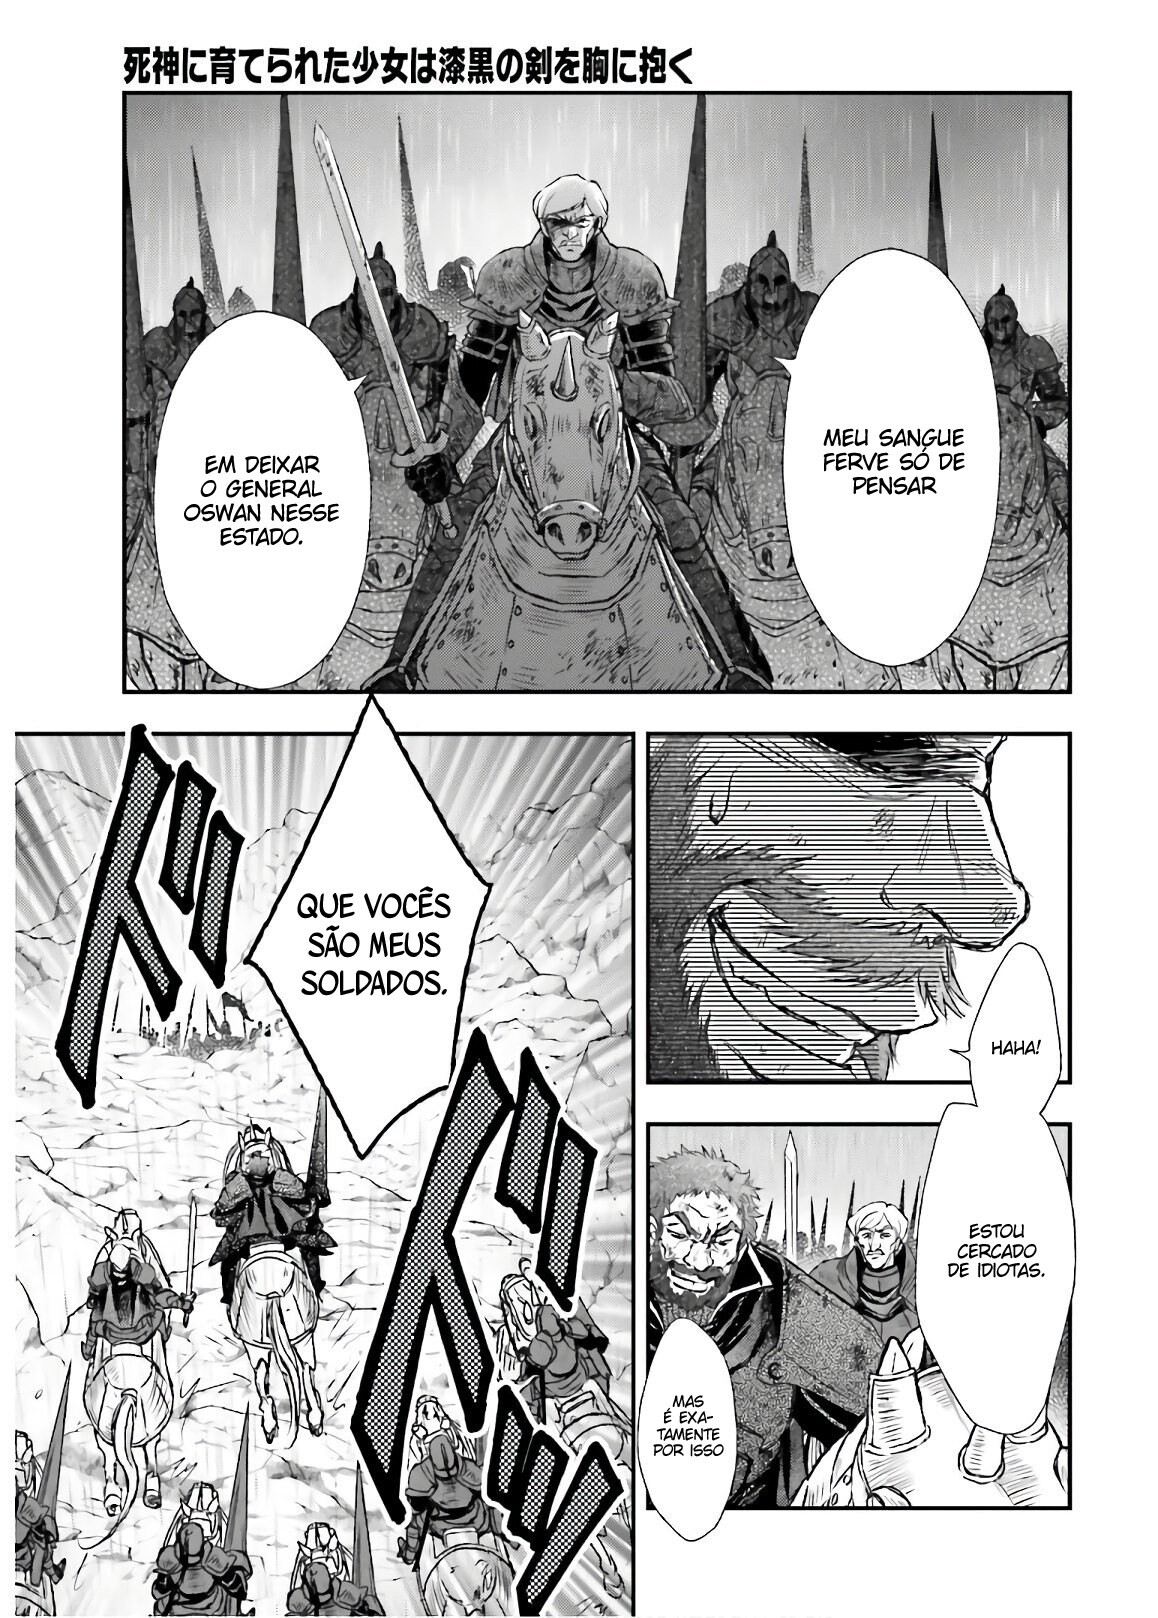 死神に育てられた少女は漆黒の剣を胸に抱く
MEU SANGUE
FERVE SÓ DE
PENSAR
EM DEIXAR
O GENERAL
OSWAN NESSE
ESTADO.
HAHA!
ESTOU
CERCADO
DE IDIOTAS.
MAS
É EXA-
TAMENTE
POR ISSO
QUE VOCÊS
SÃO MEUS
SOLDADOS.
ドドドド